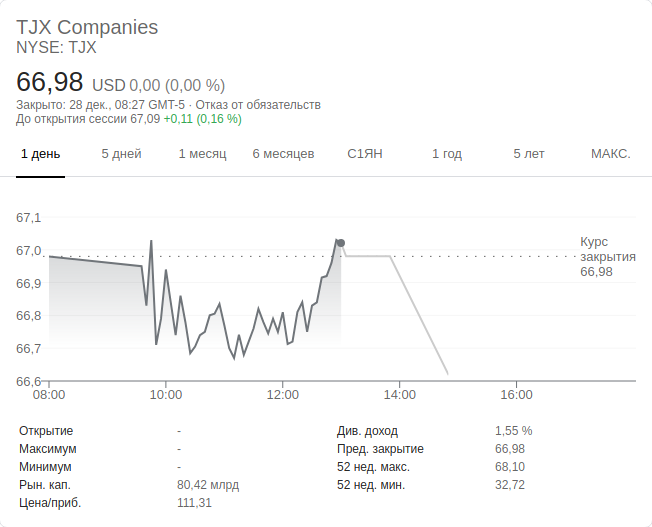 TJX Companies
NYSE: TJX
66,98 USD 0,00 (0,00 %)
Закрыто: 28 дек., 08:27 GMT-5 · Отказ от обязательств
До открытия сессии 67,09 +0,11 (0,16 %)
1 день 5 дней 1 месяц 6 месяцев С1ЯН 1 год 5 лет МАКС.
67,1
67,0
66,9
66,8
66,7
66,6
Курс
закрытия
66,98
08:00 10:00 12:00 14:00 16:00
Открытие - Див. доход 1,55 %
Максимум - Пред. закрытие 66,98
Минимум - 52 нед. макс. 68,10
Рын. кап. 80,42 млрд 52 нед. мин. 32,72
Цена/приб. 111,31